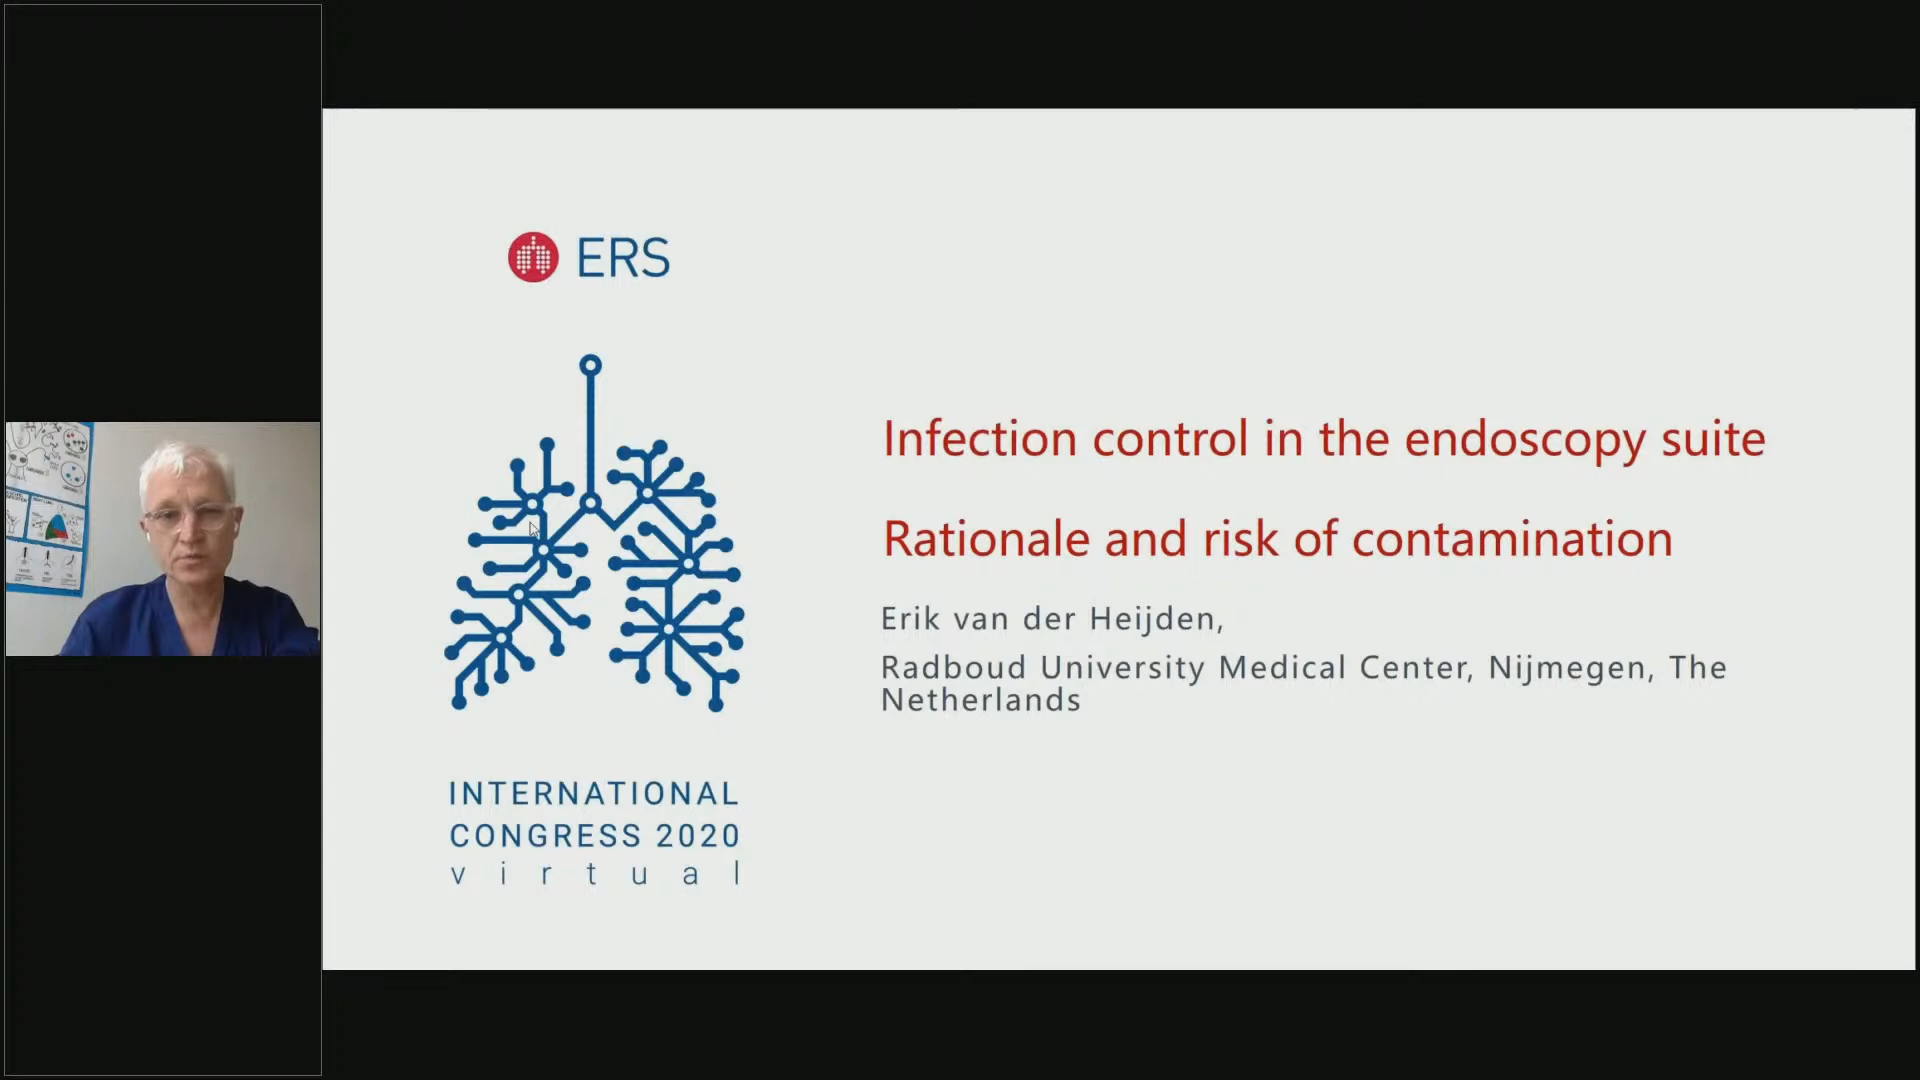 ERS
Infection control in the endoscopy suite
Rationale and risk of contamination
Erik van der Heijden,
Radboud University Medical Center, Nijmegen, The
Netherlands
INTERNATIONAL
CONGRESS 2020
virtual